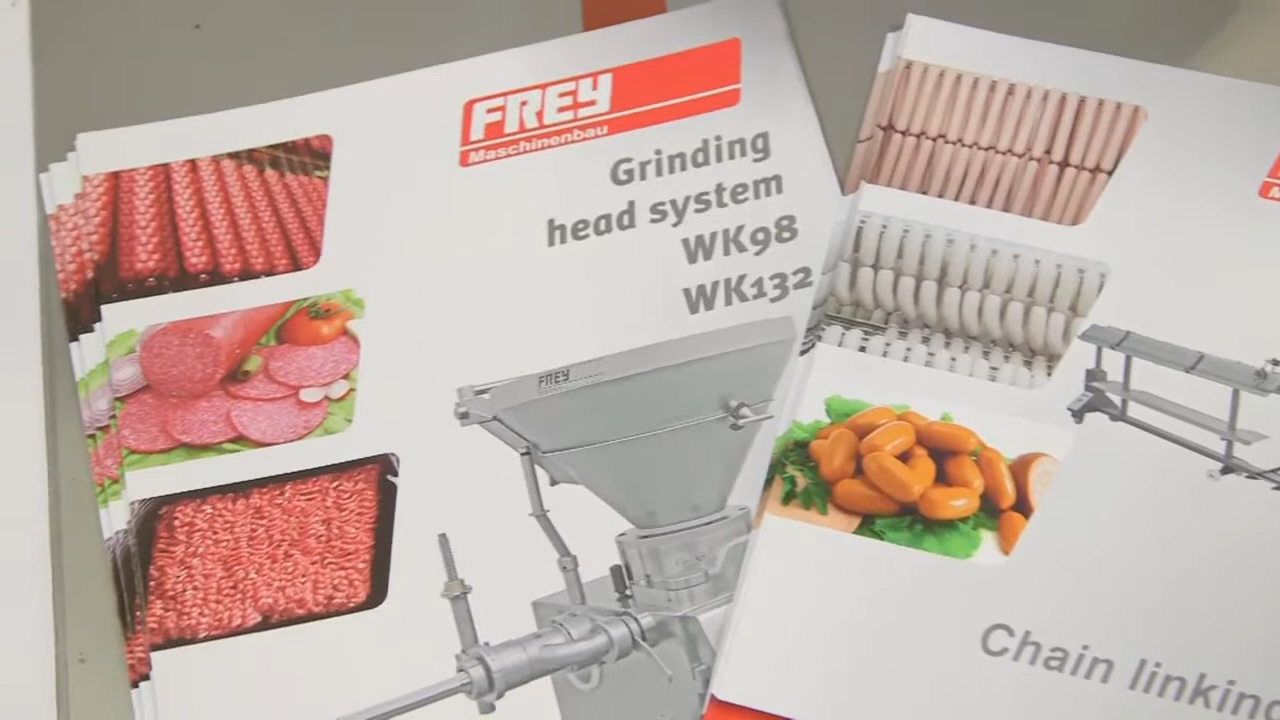 FREY
Maschinenbau
Grinding
head system
WK98
WK132
FREY
Chain linking